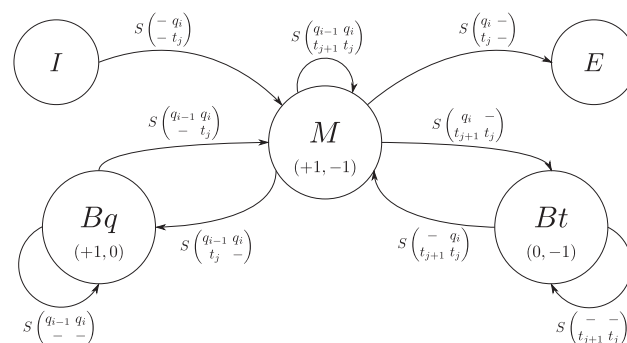 S(− q_i / − t_j)
S(q_{i−1} q_i / t_{j+1} t_j)
S(q_i − / t_j −)
I
E
S(q_{i−1} q_i / − t_j)
M
(+1, −1)
S(q_i − / t_{j+1} t_j)
Bq
(+1, 0)
Bt
(0, −1)
S(q_{i−1} q_i / t_j −)
S(− q_i / t_{j+1} t_j)
S(q_{i−1} q_i / − −)
S(− − / t_{j+1} t_j)